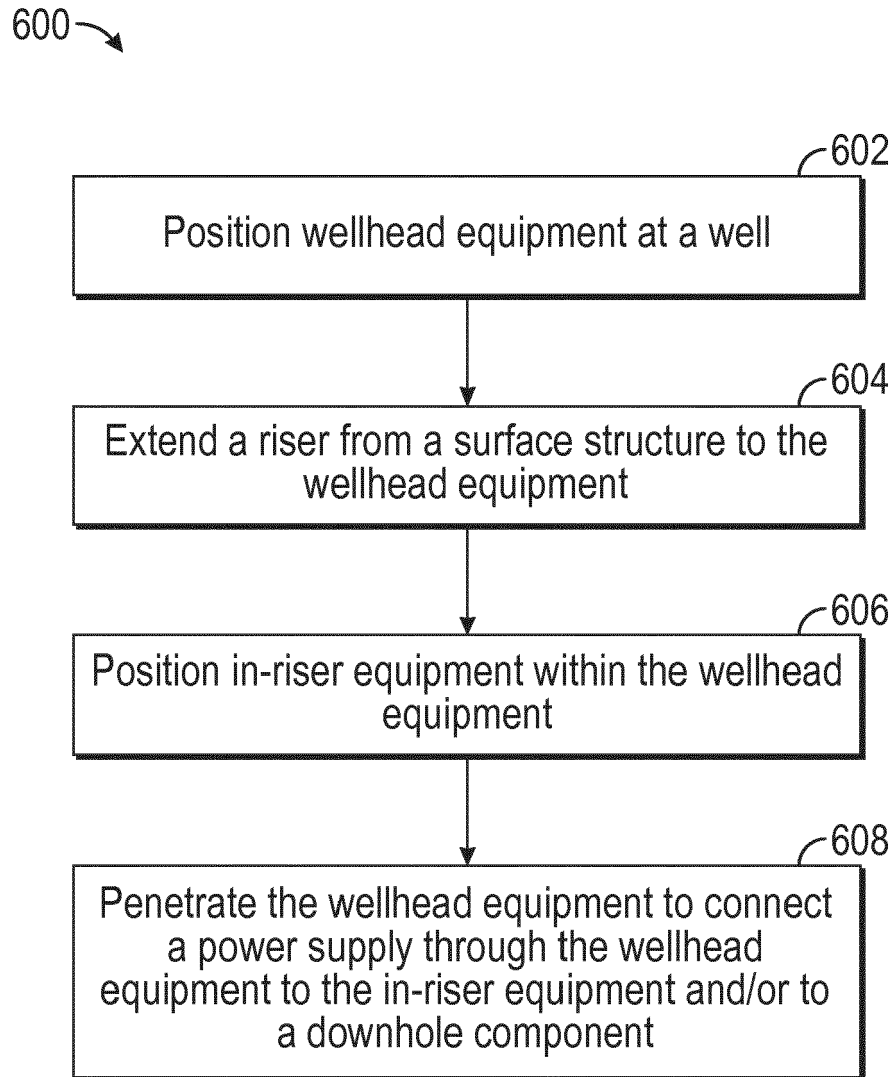 600
602
Position wellhead equipment at a well
604
Extend a riser from a surface structure to the
wellhead equipment
606
Position in-riser equipment within the wellhead
equipment
608
Penetrate the wellhead equipment to connect
a power supply through the wellhead
equipment to the in-riser equipment and/or to
a downhole component